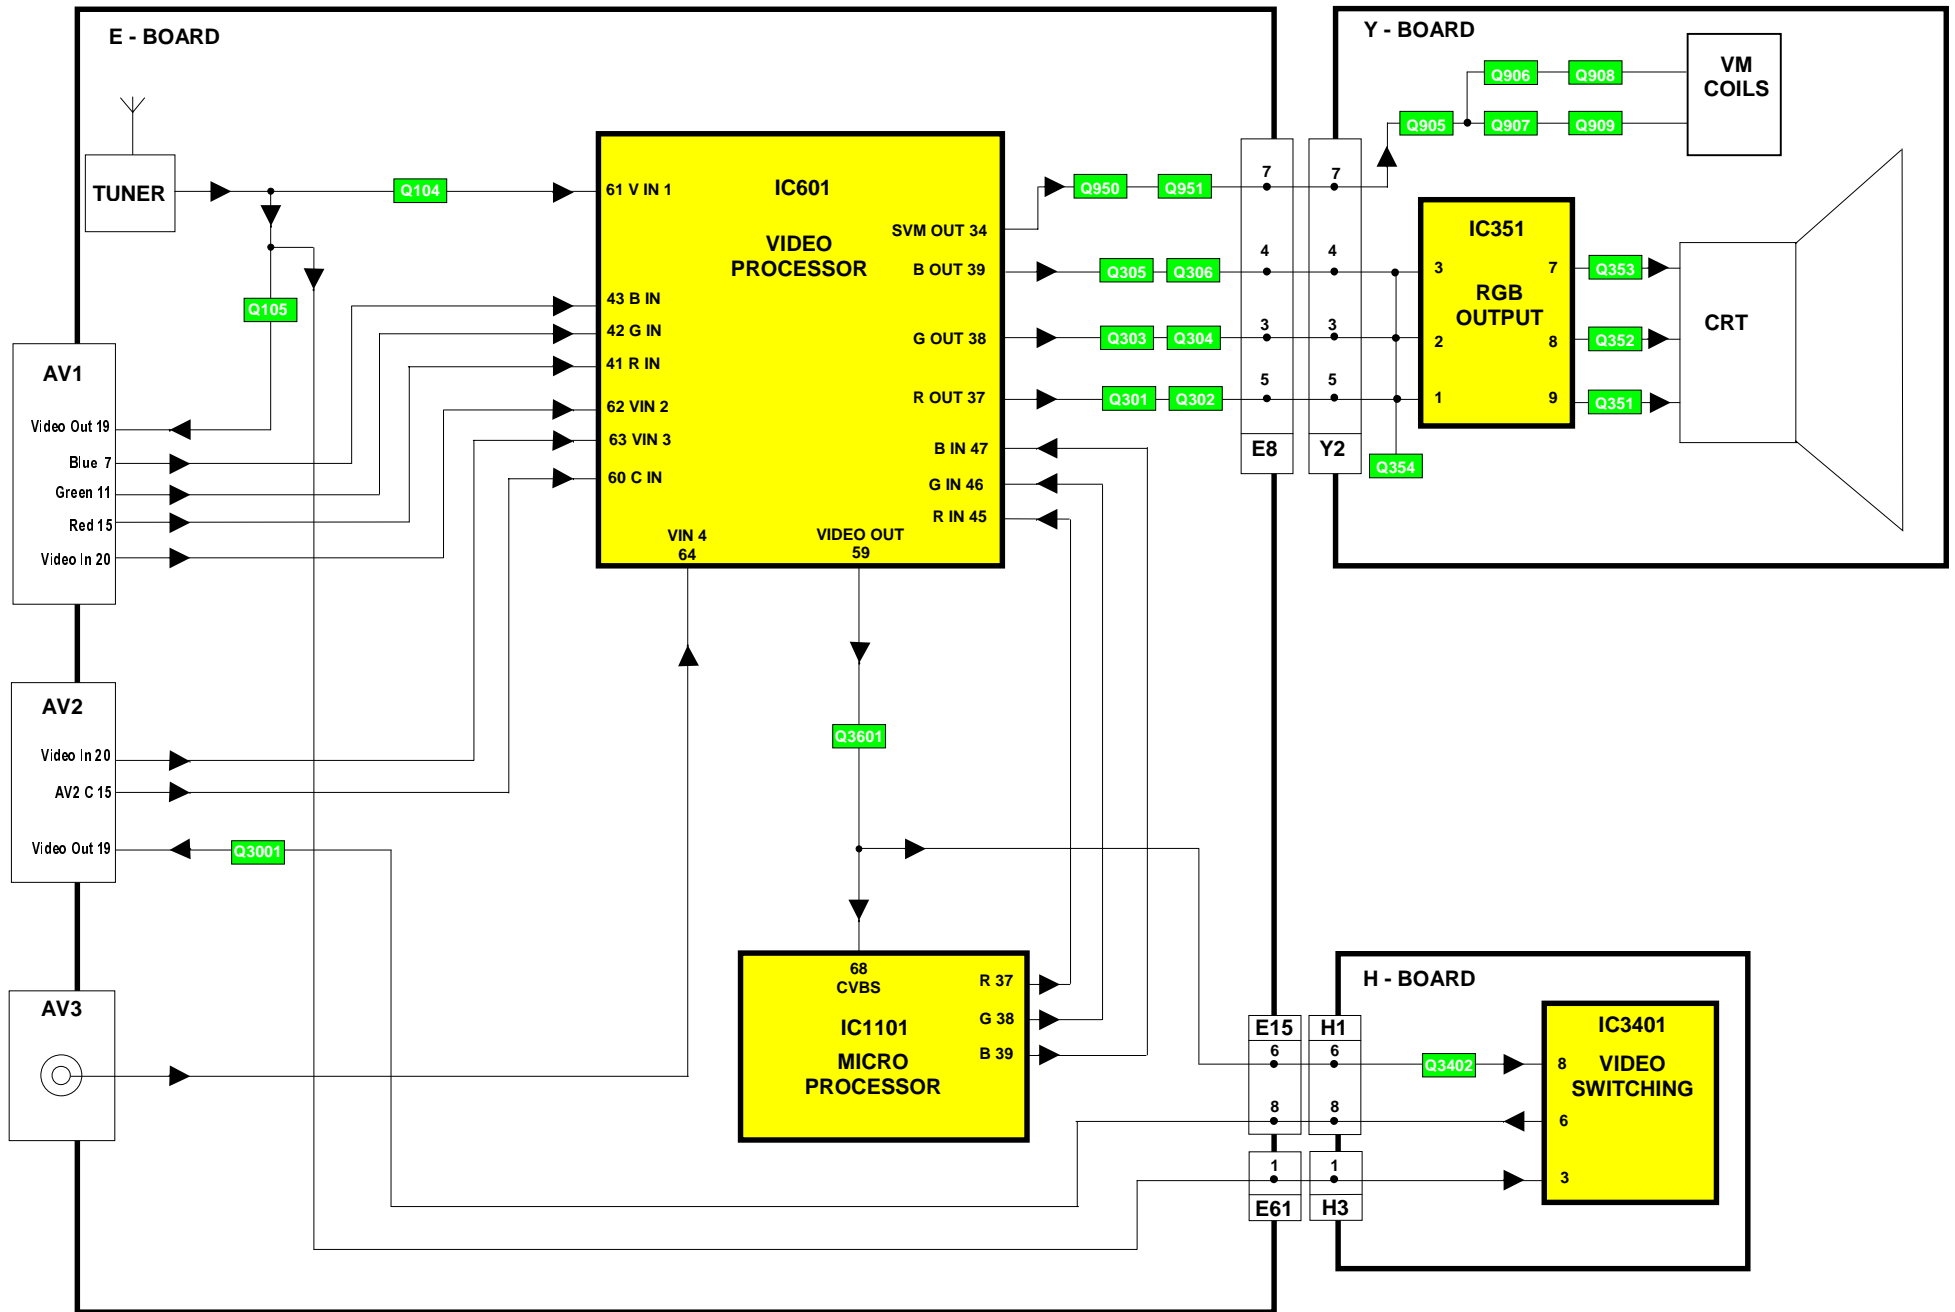 E - BOARD
TUNER
Q104
Q105
AV1
Video Out 19
Blue 7
Green 11
Red 15
Video In 20
AV2
Video In 20
AV2 C 15
Video Out 19
Q3001
AV3
61 V IN 1
IC601
VIDEO
PROCESSOR
43 B IN
42 G IN
41 R IN
62 VIN 2
63 VIN 3
60 C IN
VIN 4
64
VIDEO OUT
59
SVM OUT 34
B OUT 39
G OUT 38
R OUT 37
B IN 47
G IN 46
R IN 45
Q950
Q951
Q305
Q306
Q303
Q304
Q301
Q302
7
4
3
5
E8
7
4
3
5
Y2
Q3601
68
CVBS
IC1101
MICRO
PROCESSOR
R 37
G 38
B 39
Y - BOARD
Q905
Q906
Q908
Q907
Q909
VM
COILS
IC351
RGB
OUTPUT
3
2
1
7
8
9
Q353
Q352
Q351
Q354
CRT
E15
6
8
1
E61
H1
6
8
1
H3
H - BOARD
Q3402
IC3401
VIDEO
SWITCHING
8
6
3